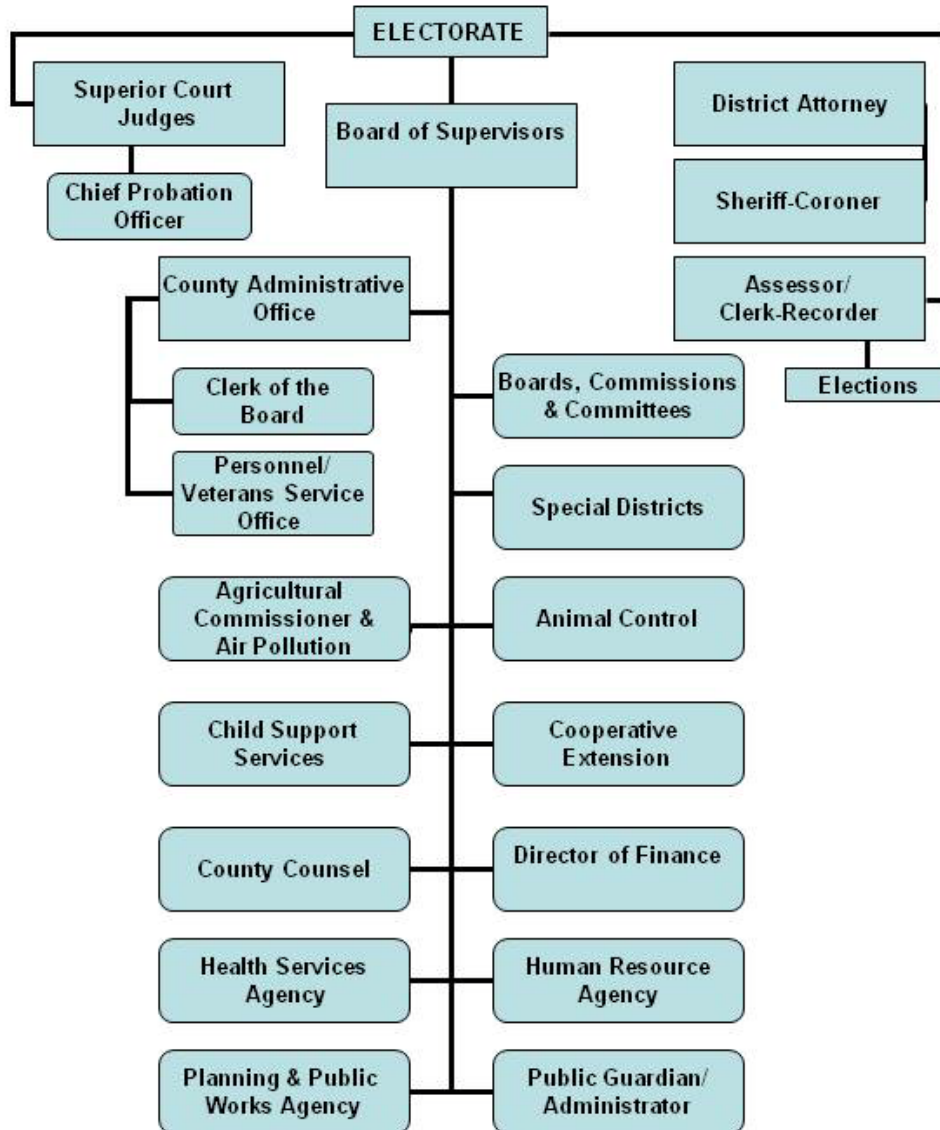 ELECTORATE
Superior Court
Judges
Chief Probation
Officer
Board of Supervisors
District Attorney
Sheriff-Coroner
Assessor/
Clerk-Recorder
Elections
County Administrative
Office
Clerk of the
Board
Personnel/
Veterans Service
Office
Boards, Commissions
& Committees
Special Districts
Agricultural
Commissioner &
Air Pollution
Animal Control
Child Support
Services
Cooperative
Extension
County Counsel
Director of Finance
Health Services
Agency
Human Resource
Agency
Planning & Public
Works Agency
Public Guardian/
Administrator